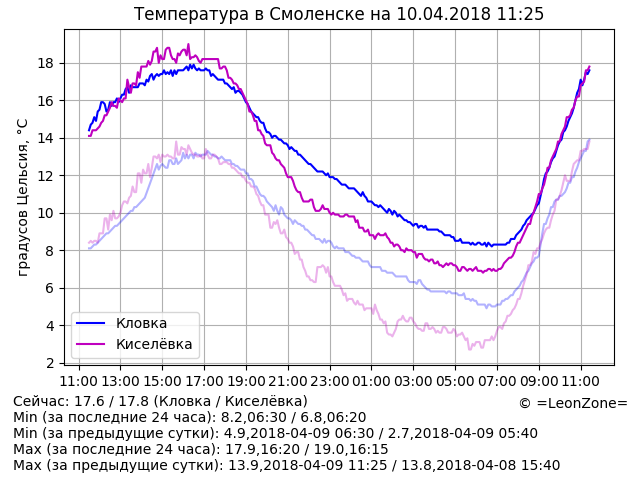 Температура в Смоленске на 10.04.2018 11:25
градусов Цельсия, °C
18
16
14
12
10
8
6
4
2
Кловка
Киселёвка
11:00 13:00 15:00 17:00 19:00 21:00 23:00 01:00 03:00 05:00 07:00 09:00 11:00
Сейчас: 17.6 / 17.8 (Кловка / Киселёвка)
© =LeonZone=
Min (за последние 24 часа): 8.2,06:30 / 6.8,06:20
Min (за предыдущие сутки): 4.9,2018-04-09 06:30 / 2.7,2018-04-09 05:40
Max (за последние 24 часа): 17.9,16:20 / 19.0,16:15
Max (за предыдущие сутки): 13.9,2018-04-09 11:25 / 13.8,2018-04-08 15:40